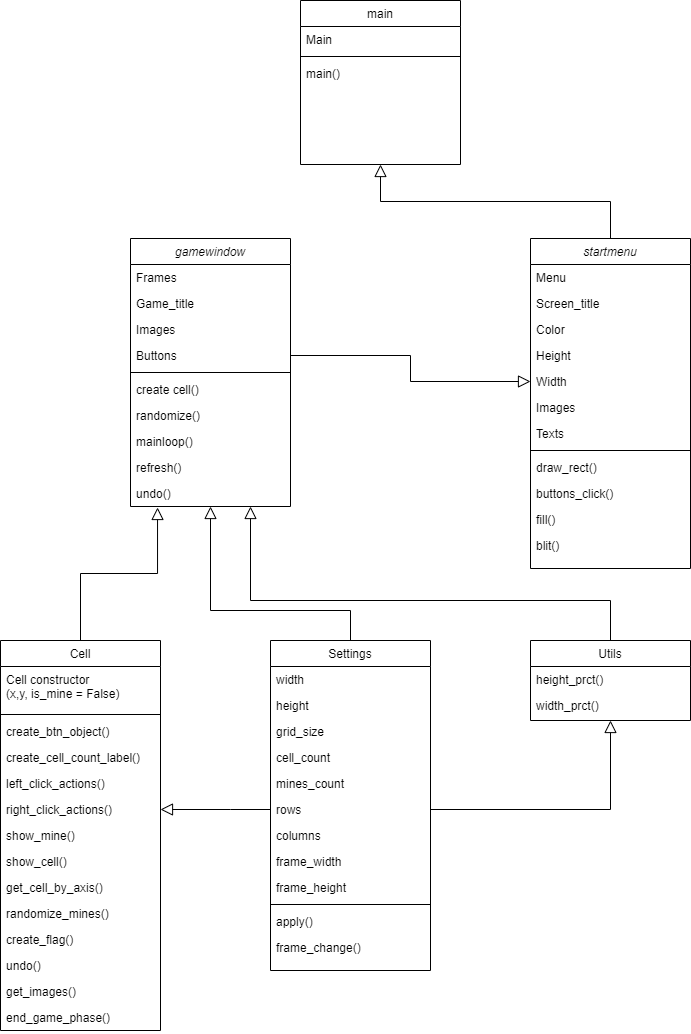 main
Main
main()
gamewindow
Frames
Game_title
Images
Buttons
create cell()
randomize()
mainloop()
refresh()
undo()
startmenu
Menu
Screen_title
Color
Height
Width
Images
Texts
draw_rect()
buttons_click()
fill()
blit()
Cell
Cell constructor
(x,y, is_mine = False)
create_btn_object()
create_cell_count_label()
left_click_actions()
right_click_actions()
show_mine()
show_cell()
get_cell_by_axis()
randomize_mines()
create_flag()
undo()
get_images()
end_game_phase()
Settings
width
height
grid_size
cell_count
mines_count
rows
columns
frame_width
frame_height
apply()
frame_change()
Utils
height_prct()
width_prct()